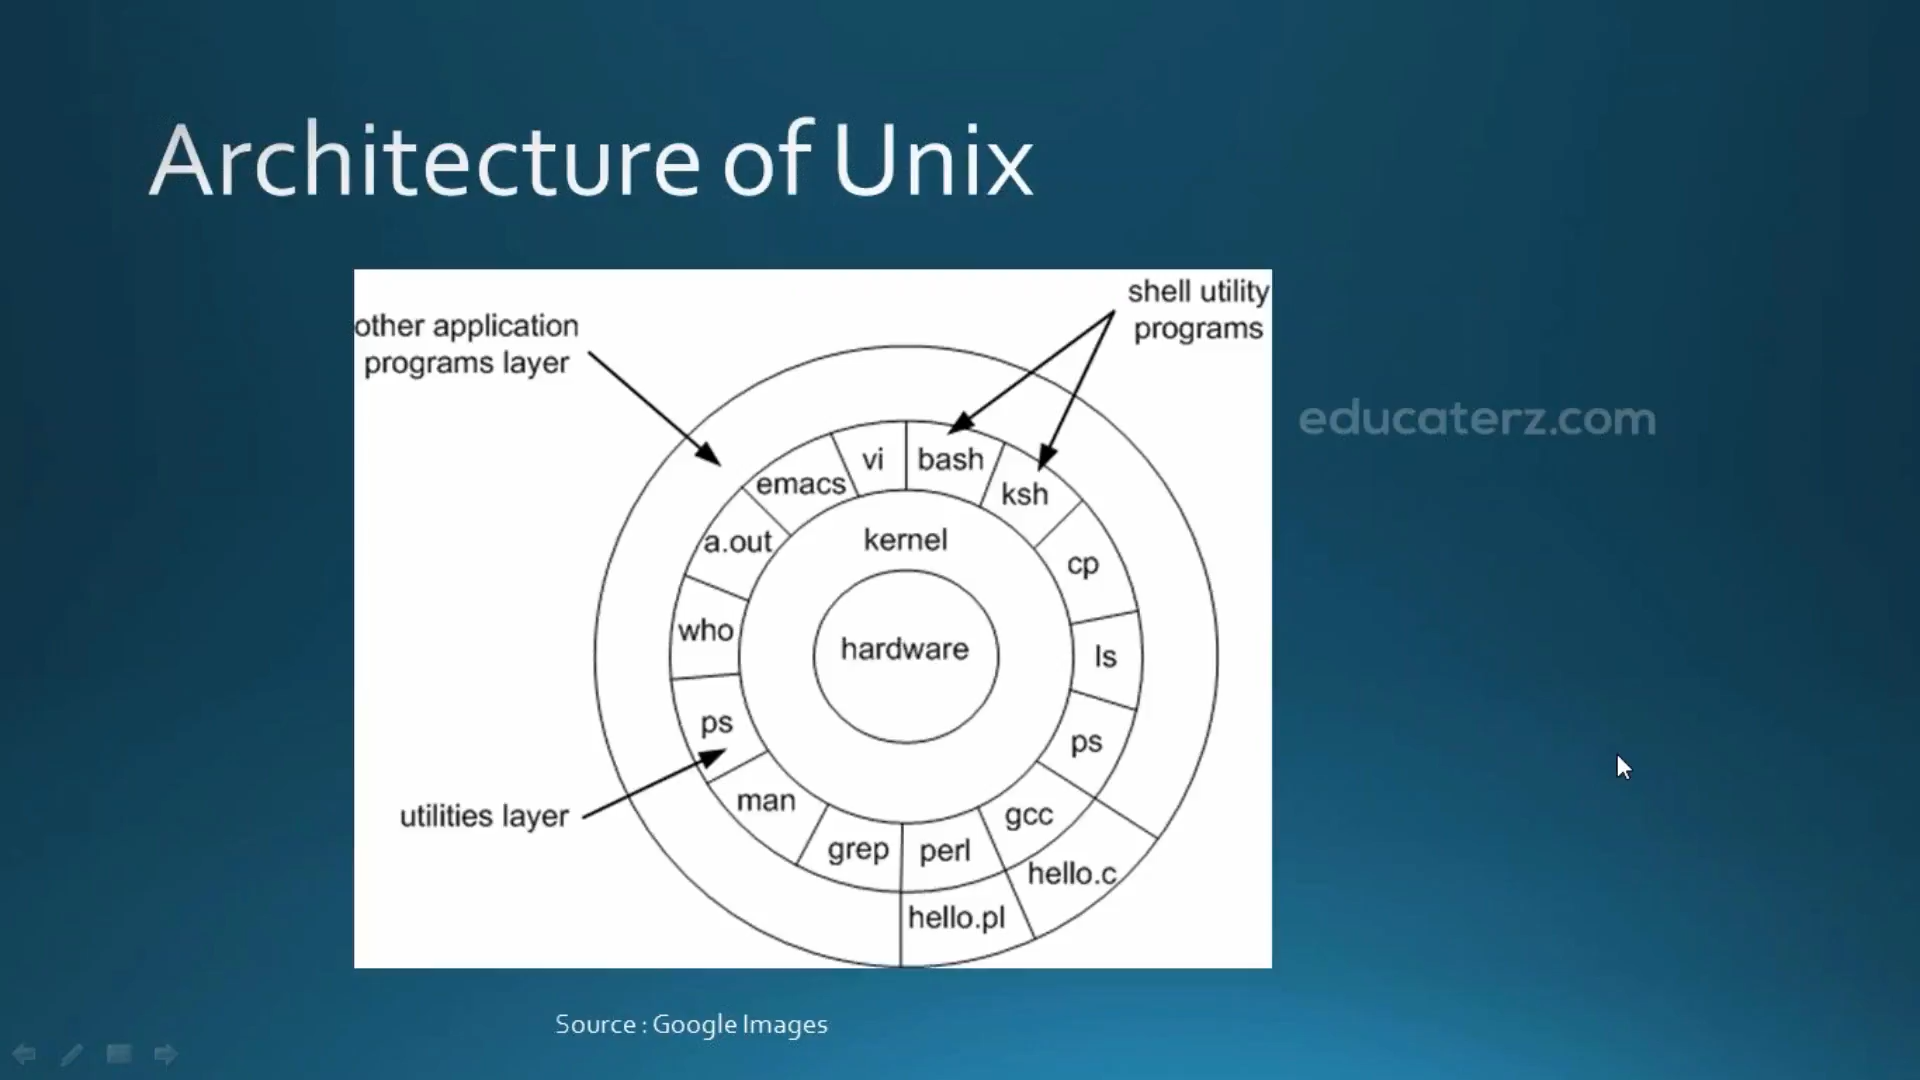 Architecture of Unix
other application
programs layer
shell utility
programs
educaterz.com
vi
bash
emacs
ksh
a.out
kernel
cp
who
hardware
ls
ps
ps
utilities layer
man
gcc
grep
perl
hello.c
hello.pl
Source : Google Images